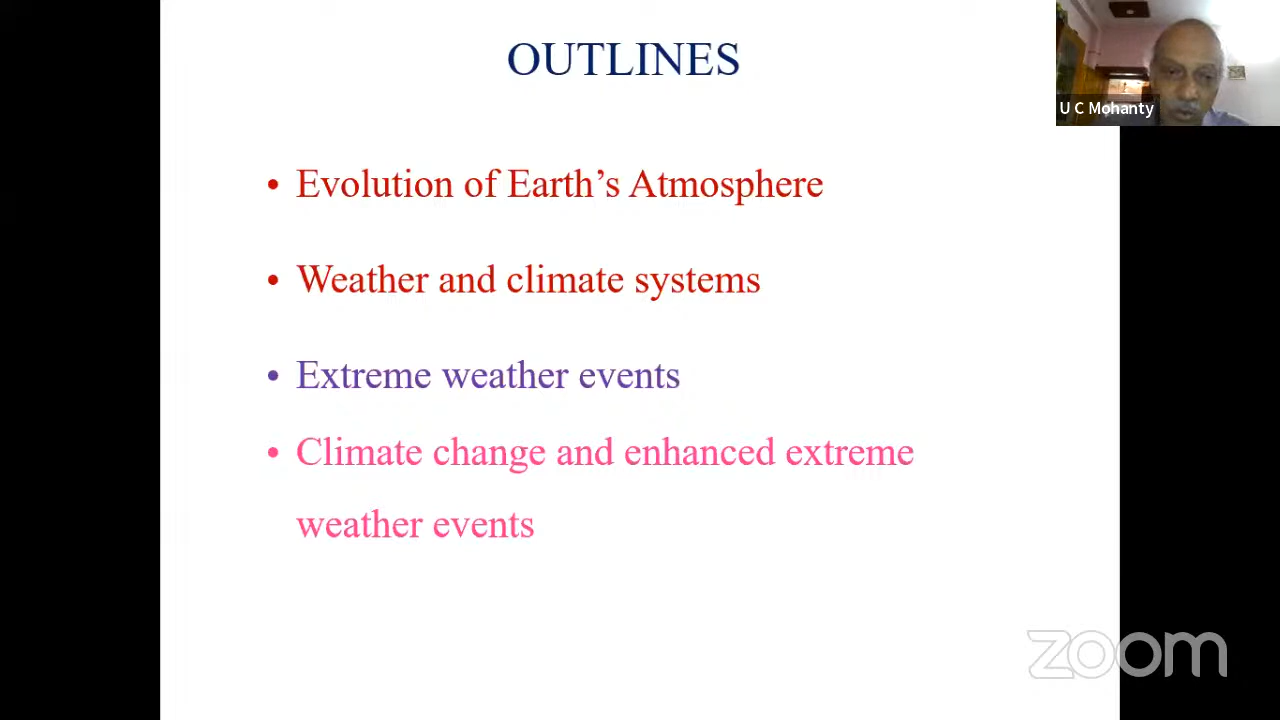 OUTLINES
U C Mohanty
• Evolution of Earth’s Atmosphere
• Weather and climate systems
• Extreme weather events
• Climate change and enhanced extreme
weather events
zoom